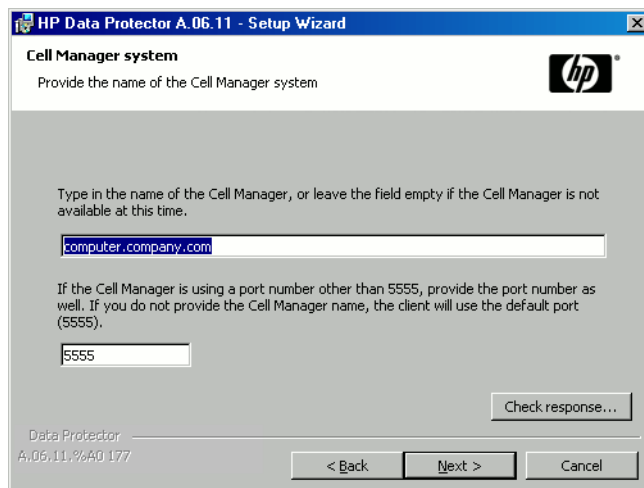 HP Data Protector A.06.11 - Setup Wizard
Cell Manager system
Provide the name of the Cell Manager system
hp
Type in the name of the Cell Manager, or leave the field empty if the Cell Manager is not
available at this time.
computer.company.com
If the Cell Manager is using a port number other than 5555, provide the port number as
well. If you do not provide the Cell Manager name, the client will use the default port
(5555).
5555
Check response...
Data Protector
A.06.11.%A0 177
< Back
Next >
Cancel